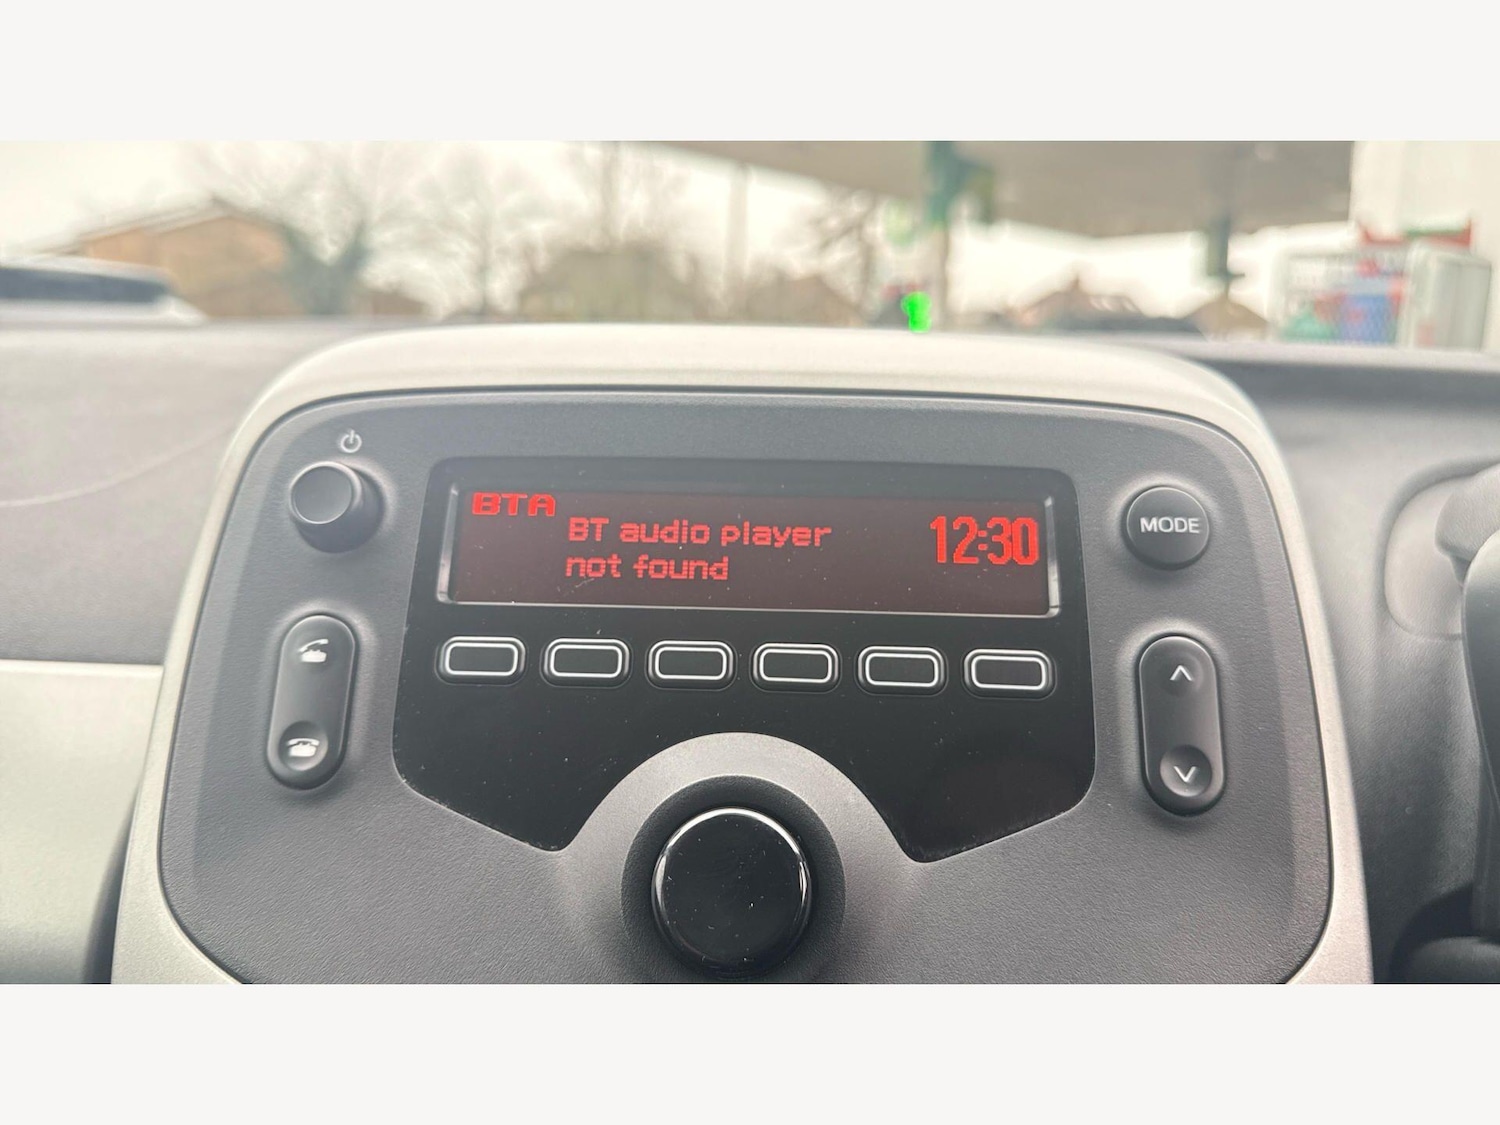 BTA
BT audio player
not found
12:30
MODE